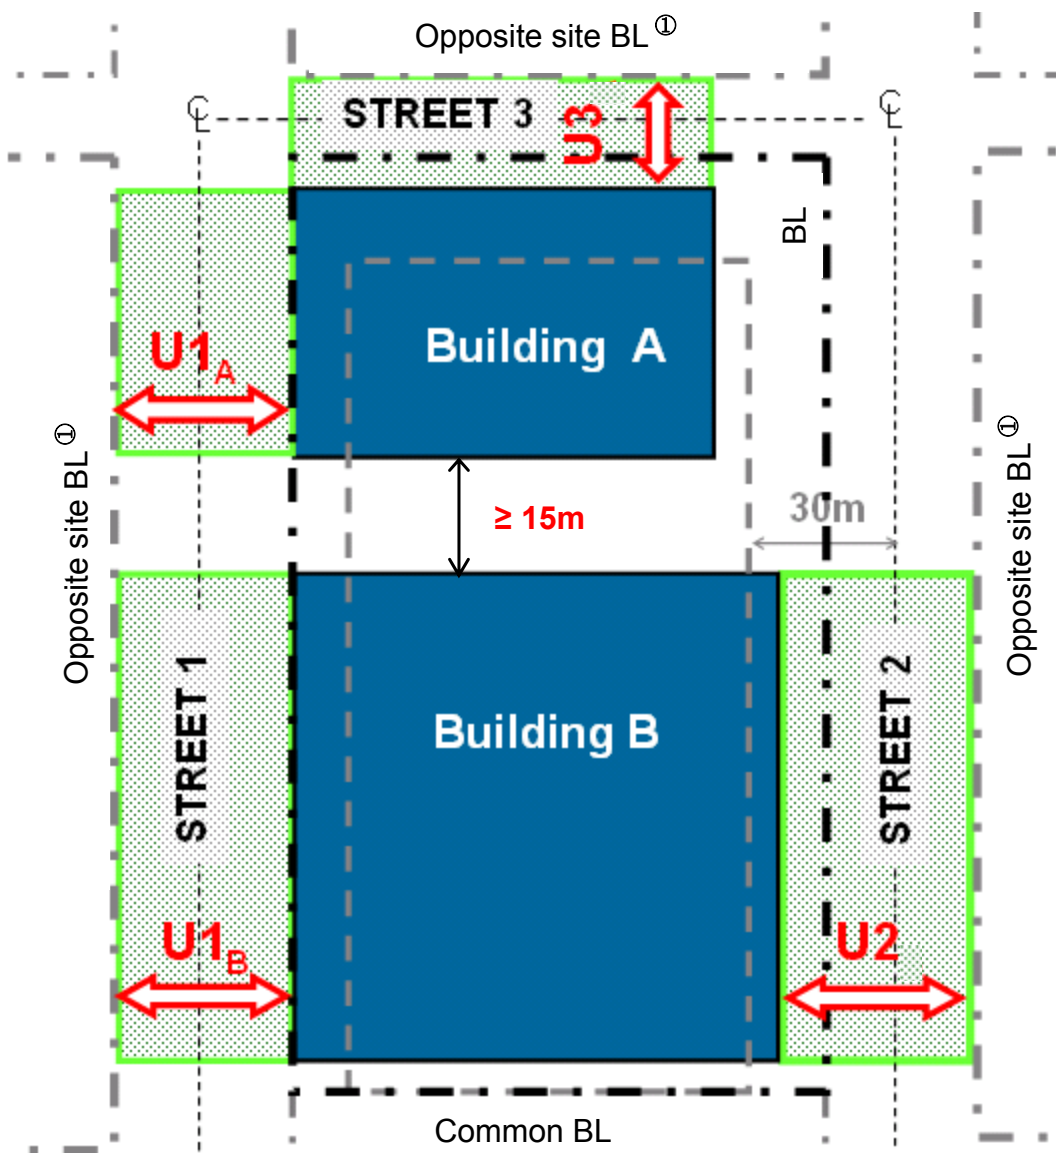 Opposite site BL ①
℄
STREET 3
U3
℄
BL
U1A
Building A
30m
≥ 15m
Opposite site BL ①
Opposite site BL ①
STREET 1
STREET 2
Building B
U1B
U2
Common BL